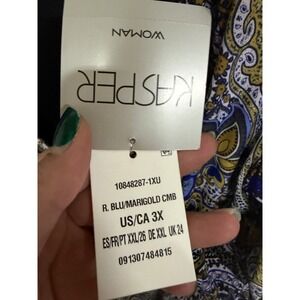 KASPER
WOMAN
10848287-1XU
R. BLU/MARIGOLD CMB
US/CA 3X
ES/FR/PT XXL/26 DE XXL UK 24
091307484815